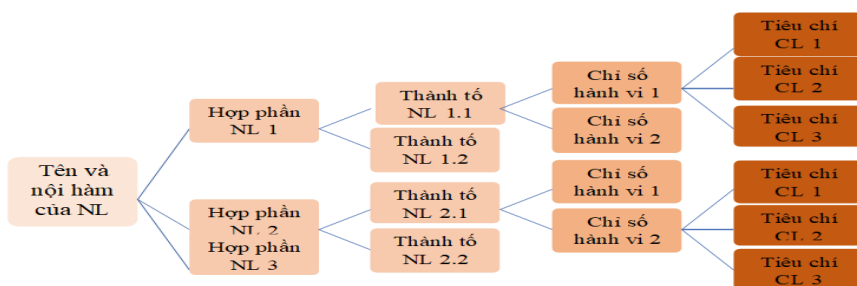 Tên và
nội hàm
của NL
Hợp phần
NL 1
Hợp phần
NL 2
Hợp phần
NL 3
Thành tố
NL 1.1
Thành tố
NL 1.2
Thành tố
NL 2.1
Thành tố
NL 2.2
Chỉ số
hành vi 1
Chỉ số
hành vi 2
Chỉ số
hành vi 1
Chỉ số
hành vi 2
Tiêu chí
CL 1
Tiêu chí
CL 2
Tiêu chí
CL 3
Tiêu chí
CL 1
Tiêu chí
CL 2
Tiêu chí
CL 3